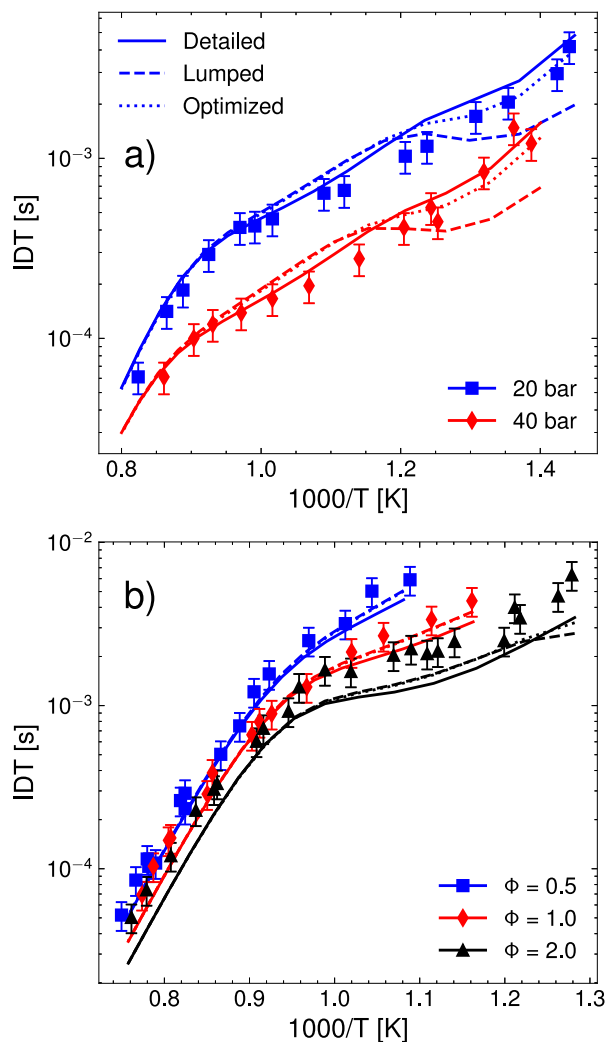 Detailed
Lumped
Optimized
a)
10⁻³
10⁻⁴
IDT [s]
20 bar
40 bar
0.8 1.0 1.2 1.4
1000/T [K]
10⁻²
b)
10⁻³
10⁻⁴
IDT [s]
Φ = 0.5
Φ = 1.0
Φ = 2.0
0.8 0.9 1.0 1.1 1.2 1.3
1000/T [K]